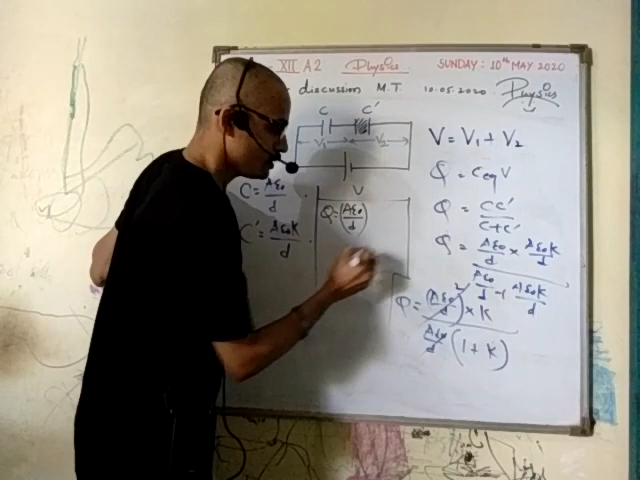 XII A2 Physics SUNDAY: 10th MAY 2020
discussion M.T. 10.05.2020 Physics
C C'
V₁ V₂
V
C = Aε₀/d
C' = Aε₀K/d
Q = (Aε₀/d)
V = V₁ + V₂
Q = Ceq V
Q = CC'/C+C'
Q = Aε₀/d × Aε₀K/d
Aε₀/d + Aε₀K/d
Q = (Aε₀/d)² × K
Aε₀/d (1 + K)